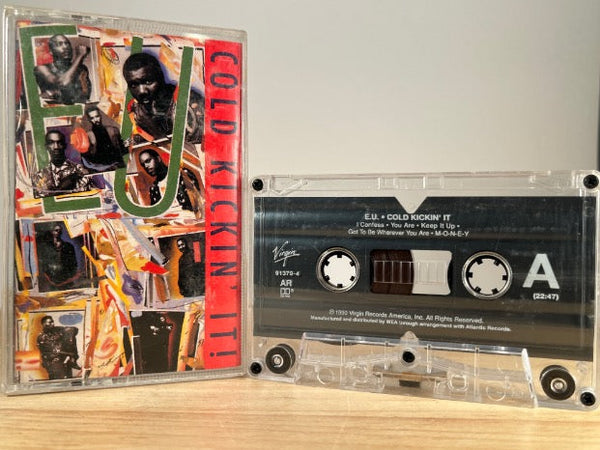 EU
COLD KICKIN' IT!
E.U. • COLD KICKIN' IT
I Confess • You Are • Keep It Up •
Got To Be Wherever You Are • M-O-N-E-Y
Virgin
91370-4
AR
A
(22:47)
℗ 1990 Virgin Records America, Inc. All Rights Reserved.
Manufactured and distributed by WEA through arrangement with Atlantic Records.